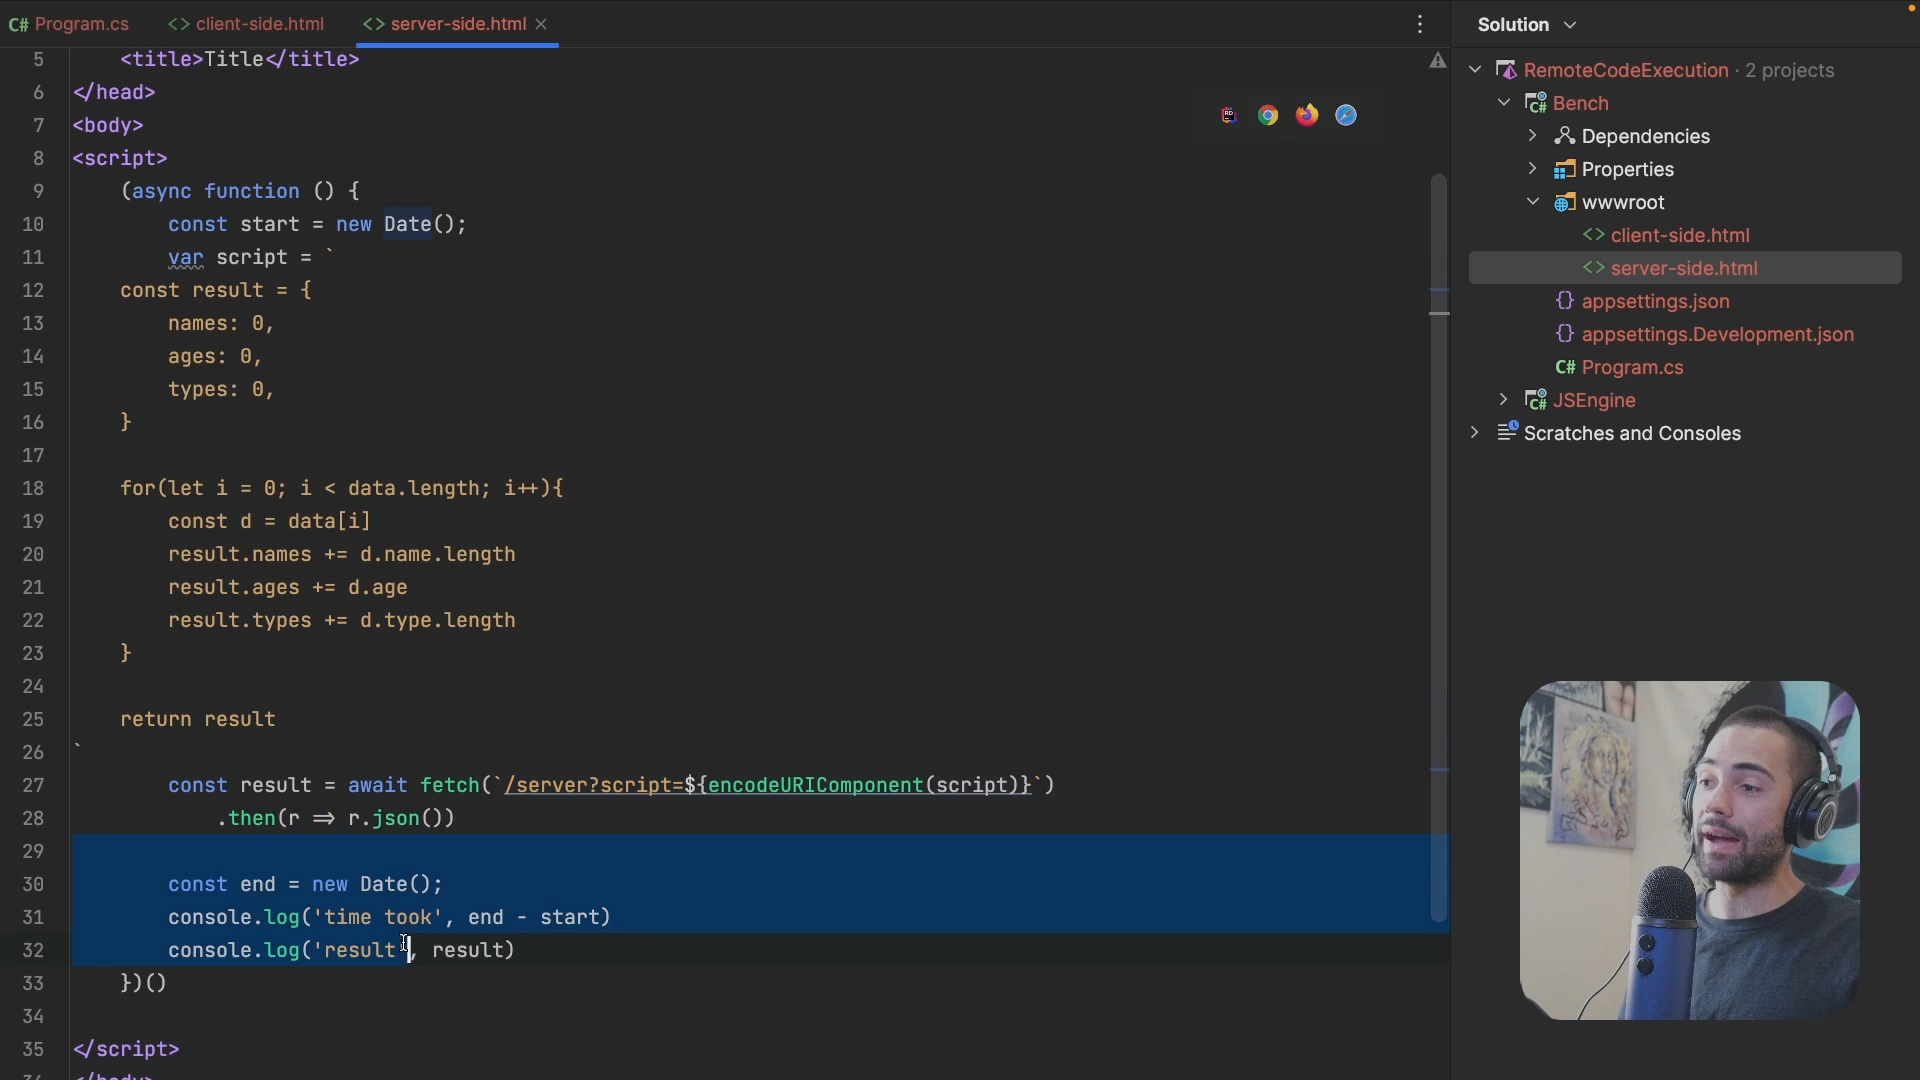 Program.cs
client-side.html
server-side.html
Solution
5 <title>Title</title>
6 </head>
7 <body>
8 <script>
9 (async function () {
10 const start = new Date();
11 var script = `
12 const result = {
13 names: 0,
14 ages: 0,
15 types: 0,
16 }
17
18 for(let i = 0; i < data.length; i++){
19 const d = data[i]
20 result.names += d.name.length
21 result.ages += d.age
22 result.types += d.type.length
23 }
24
25 return result
26 `
27 const result = await fetch(`/server?script=${encodeURIComponent(script)}`)
28 .then(r => r.json())
29
30 const end = new Date();
31 console.log('time took', end - start)
32 console.log('result', result)
33 })()
34
35 </script>
RemoteCodeExecution · 2 projects
Bench
Dependencies
Properties
wwwroot
client-side.html
server-side.html
appsettings.json
appsettings.Development.json
C# Program.cs
JSEngine
Scratches and Consoles